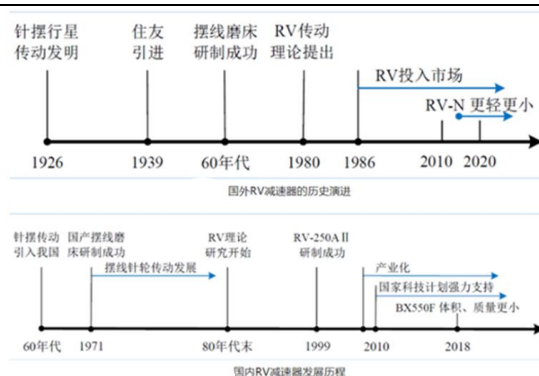 针摆行星
传动发明
住友
引进
摆线磨床
研制成功
RV传动
理论提出
RV投入市场
RV-N 更轻更小
1926
1939
60年代
1980
1986
2010
2020
国外RV减速器的历史演进
针摆传动
引入我国
国产摆线磨
床研制成功
RV理论
研究开始
RV-250AⅡ
研制成功
摆线针轮传动发展
产业化
国家科技计划强力支持
BX550F 体积、质量更小
60年代
1971
80年代末
1999
2010
2018
国内RV减速器发展历程